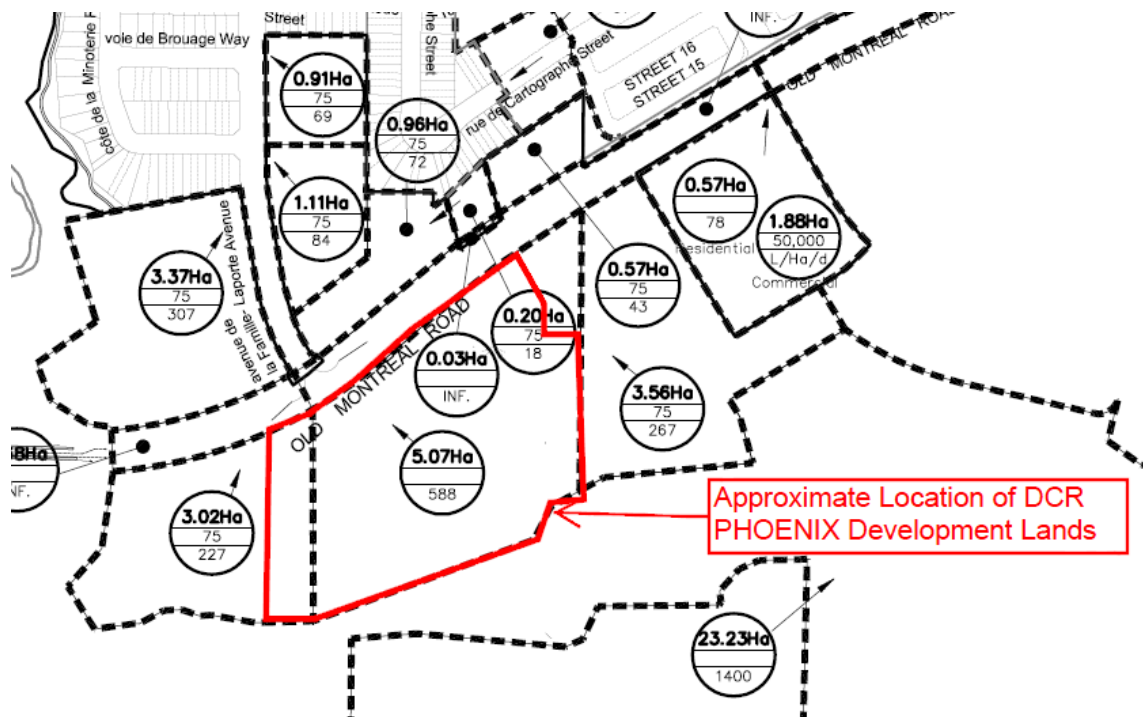 Street
phe Street
voie de Brouage Way
côte de la Minoterie
rue de Cartographe Street
STREET 16
STREET 15
OLD MONTREAL ROAD
INF.
0.91Ha
75
69
0.96Ha
75
72
1.11Ha
75
84
0.57Ha
78
Residential
1.88Ha
50,000
L/Ha/d
Commercial
3.37Ha
75
307
avenue de
la Famille-Laporte Avenue
0.57Ha
75
43
0.20Ha
75
18
0.03Ha
INF.
OLD MONTREAL ROAD
3.56Ha
75
267
5.07Ha
588
8Ha
NF.
3.02Ha
75
227
Approximate Location of DCR
PHOENIX Development Lands
23.23Ha
1400